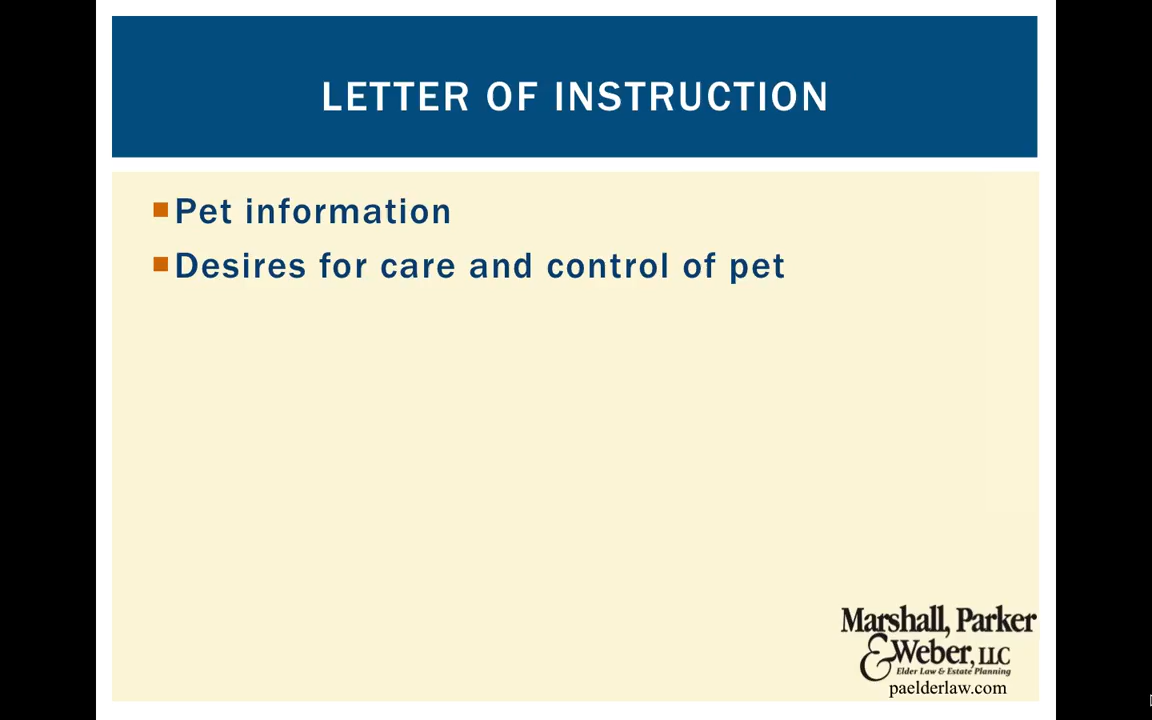 LETTER OF INSTRUCTION
Pet information
Desires for care and control of pet
Marshall, Parker
& Weber, LLC
Elder Law & Estate Planning
paelderlaw.com